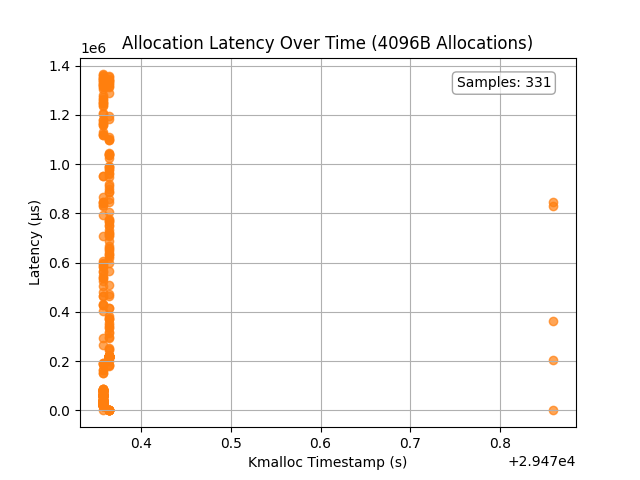 Allocation Latency Over Time (4096B Allocations)
1e6
Samples: 331
1.4
1.2
1.0
0.8
0.6
0.4
0.2
0.0
Latency (µs)
0.4 0.5 0.6 0.7 0.8
Kmalloc Timestamp (s)
+2.947e4